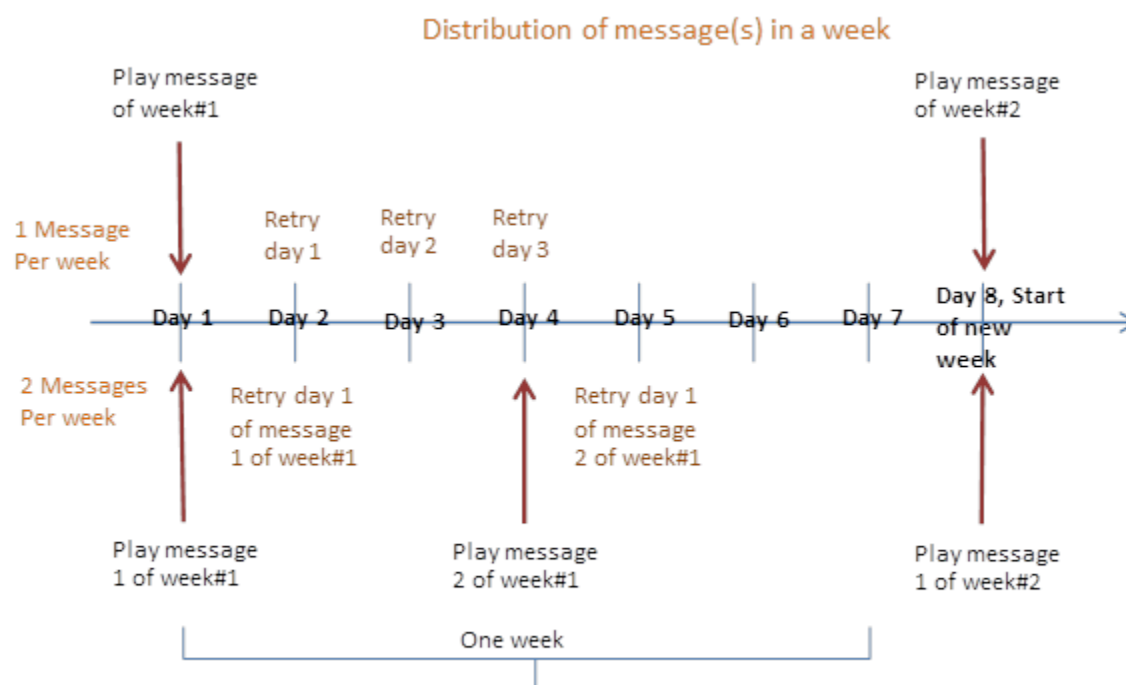 Distribution of message(s) in a week
Play message
of week#1
Play message
of week#2
1 Message
Per week
Retry
day 1
Retry
day 2
Retry
day 3
Day 1
Day 2
Day 3
Day 4
Day 5
Day 6
Day 7
Day 8, Start
of new
week
2 Messages
Per week
Retry day 1
of message
1 of week#1
Retry day 1
of message
2 of week#1
Play message
1 of week#1
Play message
2 of week#1
Play message
1 of week#2
One week